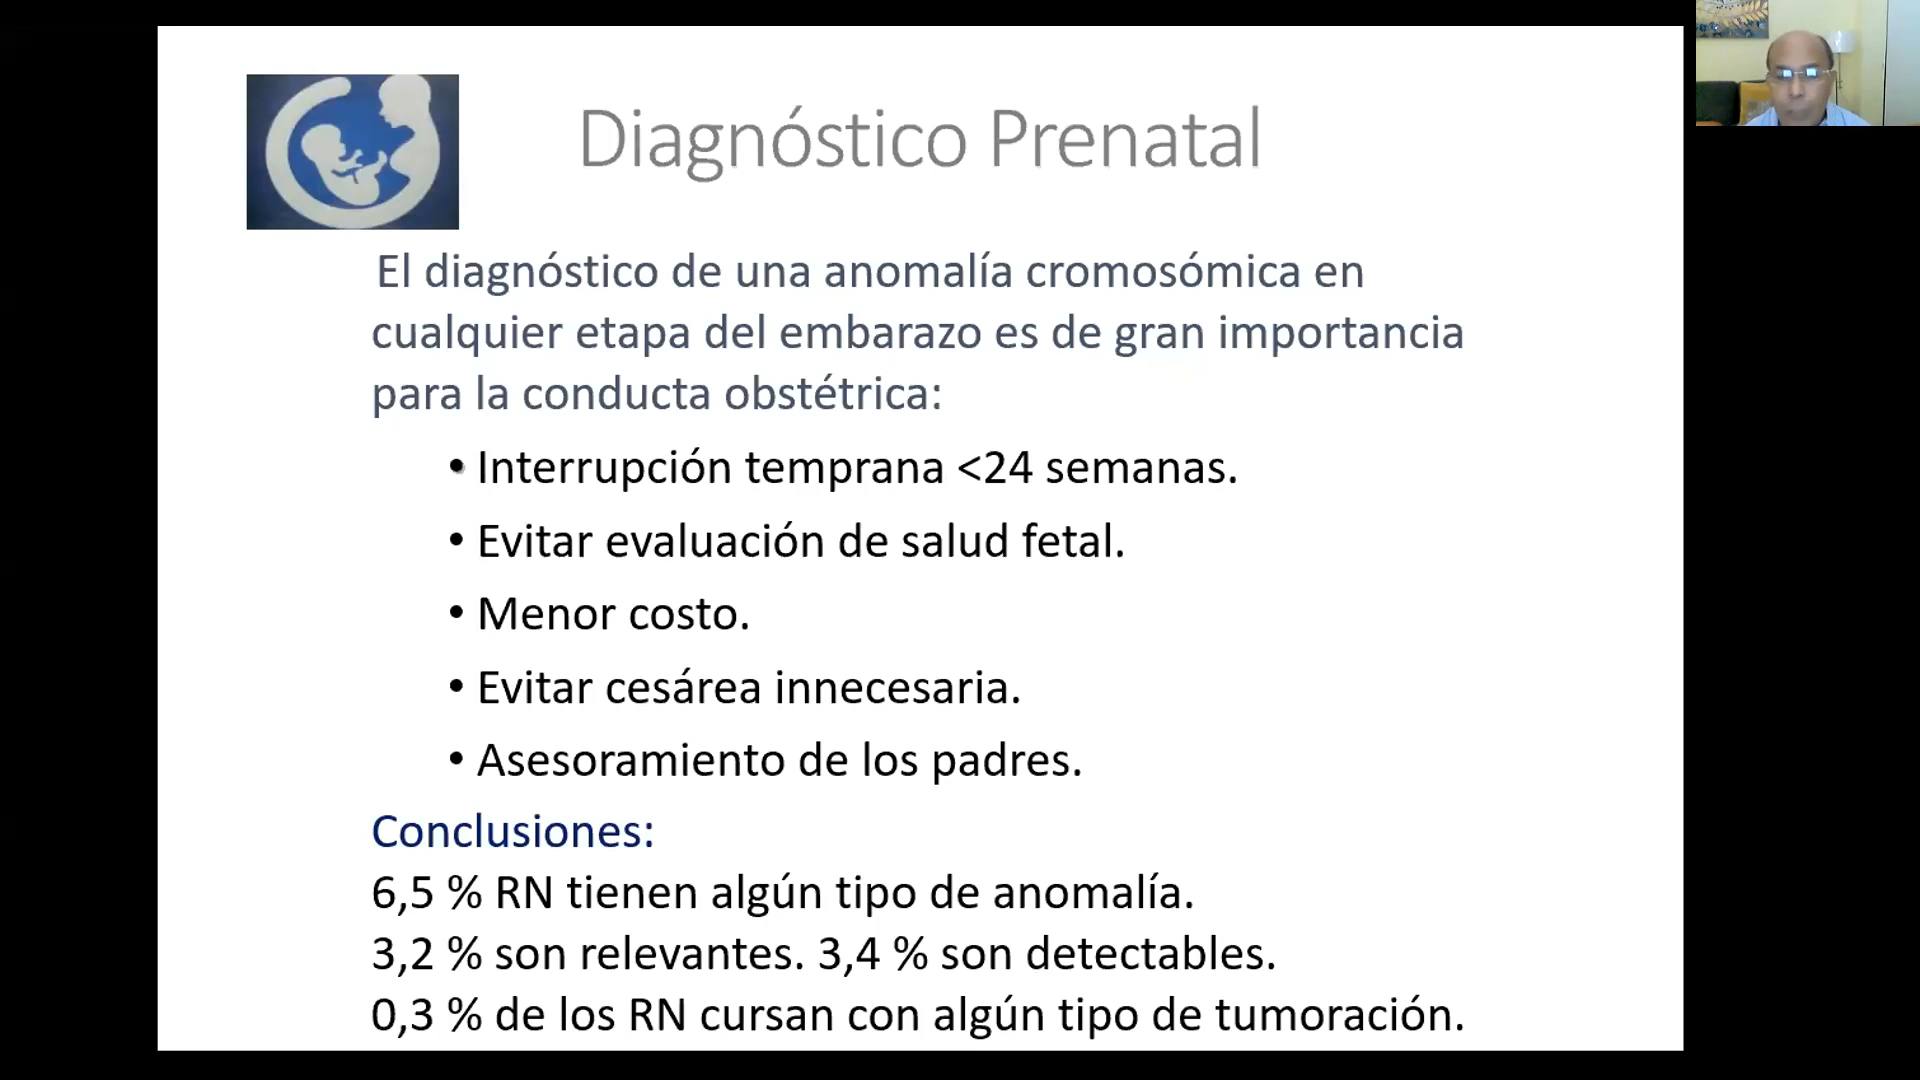 Diagnóstico Prenatal
El diagnóstico de una anomalía cromosómica en
cualquier etapa del embarazo es de gran importancia
para la conducta obstétrica:
• Interrupción temprana <24 semanas.
• Evitar evaluación de salud fetal.
• Menor costo.
• Evitar cesárea innecesaria.
• Asesoramiento de los padres.
Conclusiones:
6,5 % RN tienen algún tipo de anomalía.
3,2 % son relevantes. 3,4 % son detectables.
0,3 % de los RN cursan con algún tipo de tumoración.